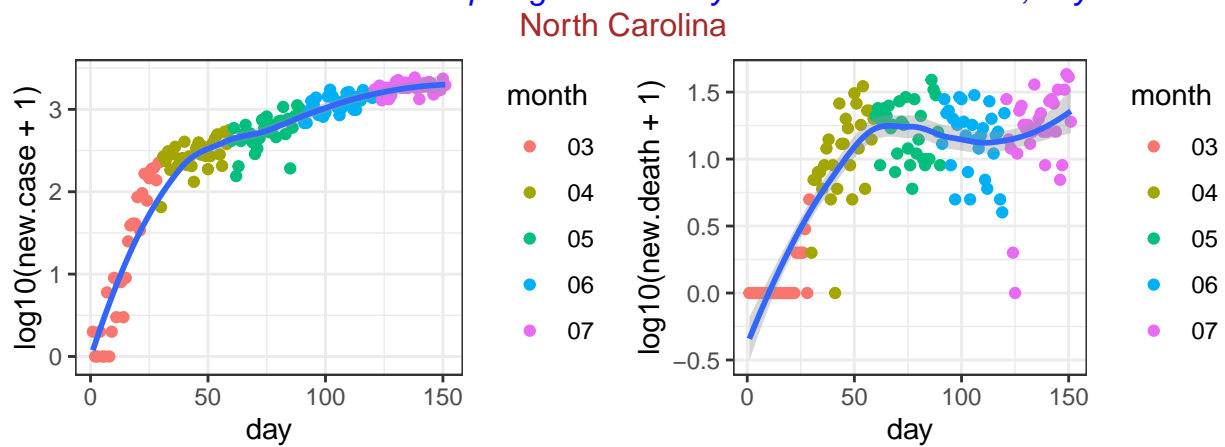 North Carolina
log10(new.case + 1)
3
2
1
0
0 50 100 150
day
month
03
04
05
06
07
log10(new.death + 1)
1.5
1.0
0.5
0.0
−0.5
0 50 100 150
day
month
03
04
05
06
07